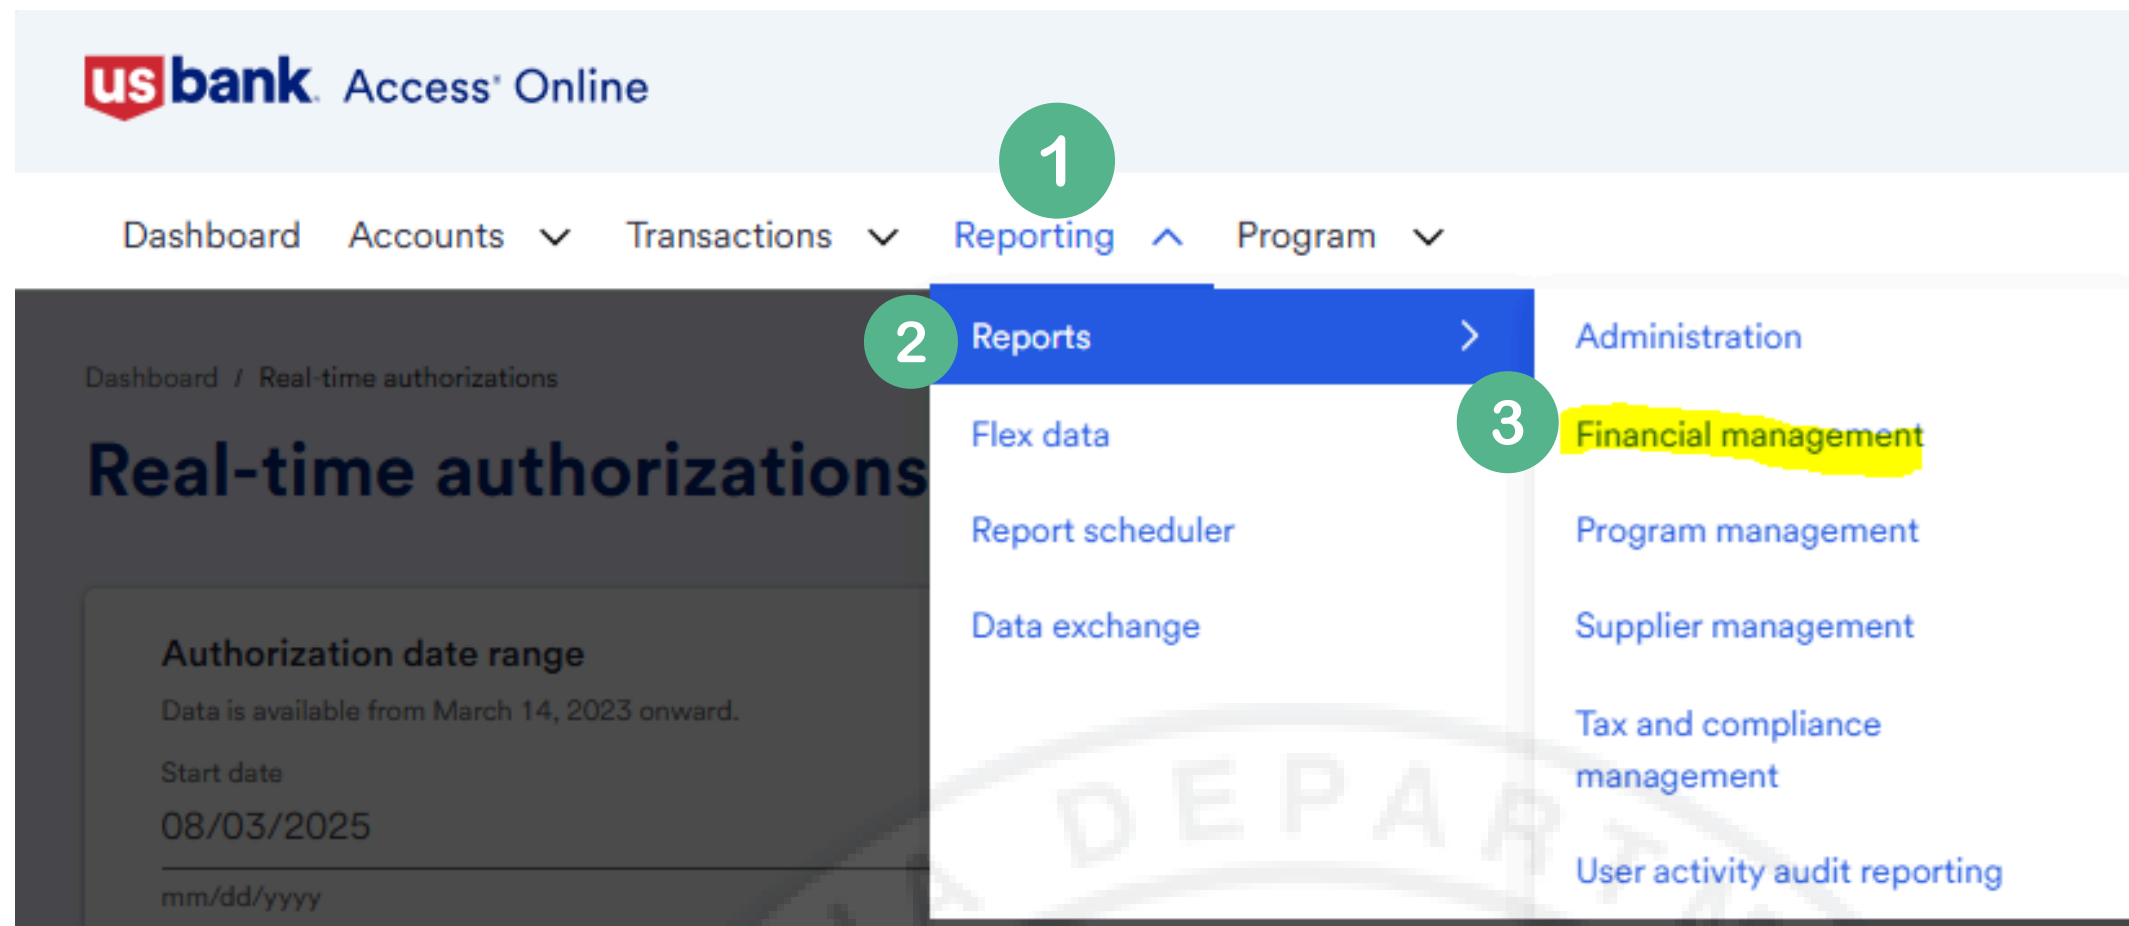 usbank. Access® Online
1
Dashboard Accounts Transactions Reporting Program
2
Reports
Administration
Dashboard / Real-time authorizations
3
Flex data
Financial management
Real-time authorizations
Report scheduler
Program management
Data exchange
Supplier management
Authorization date range
Data is available from March 14, 2023 onward.
Tax and compliance
management
Start date
08/03/2025
mm/dd/yyyy
User activity audit reporting
DEPART